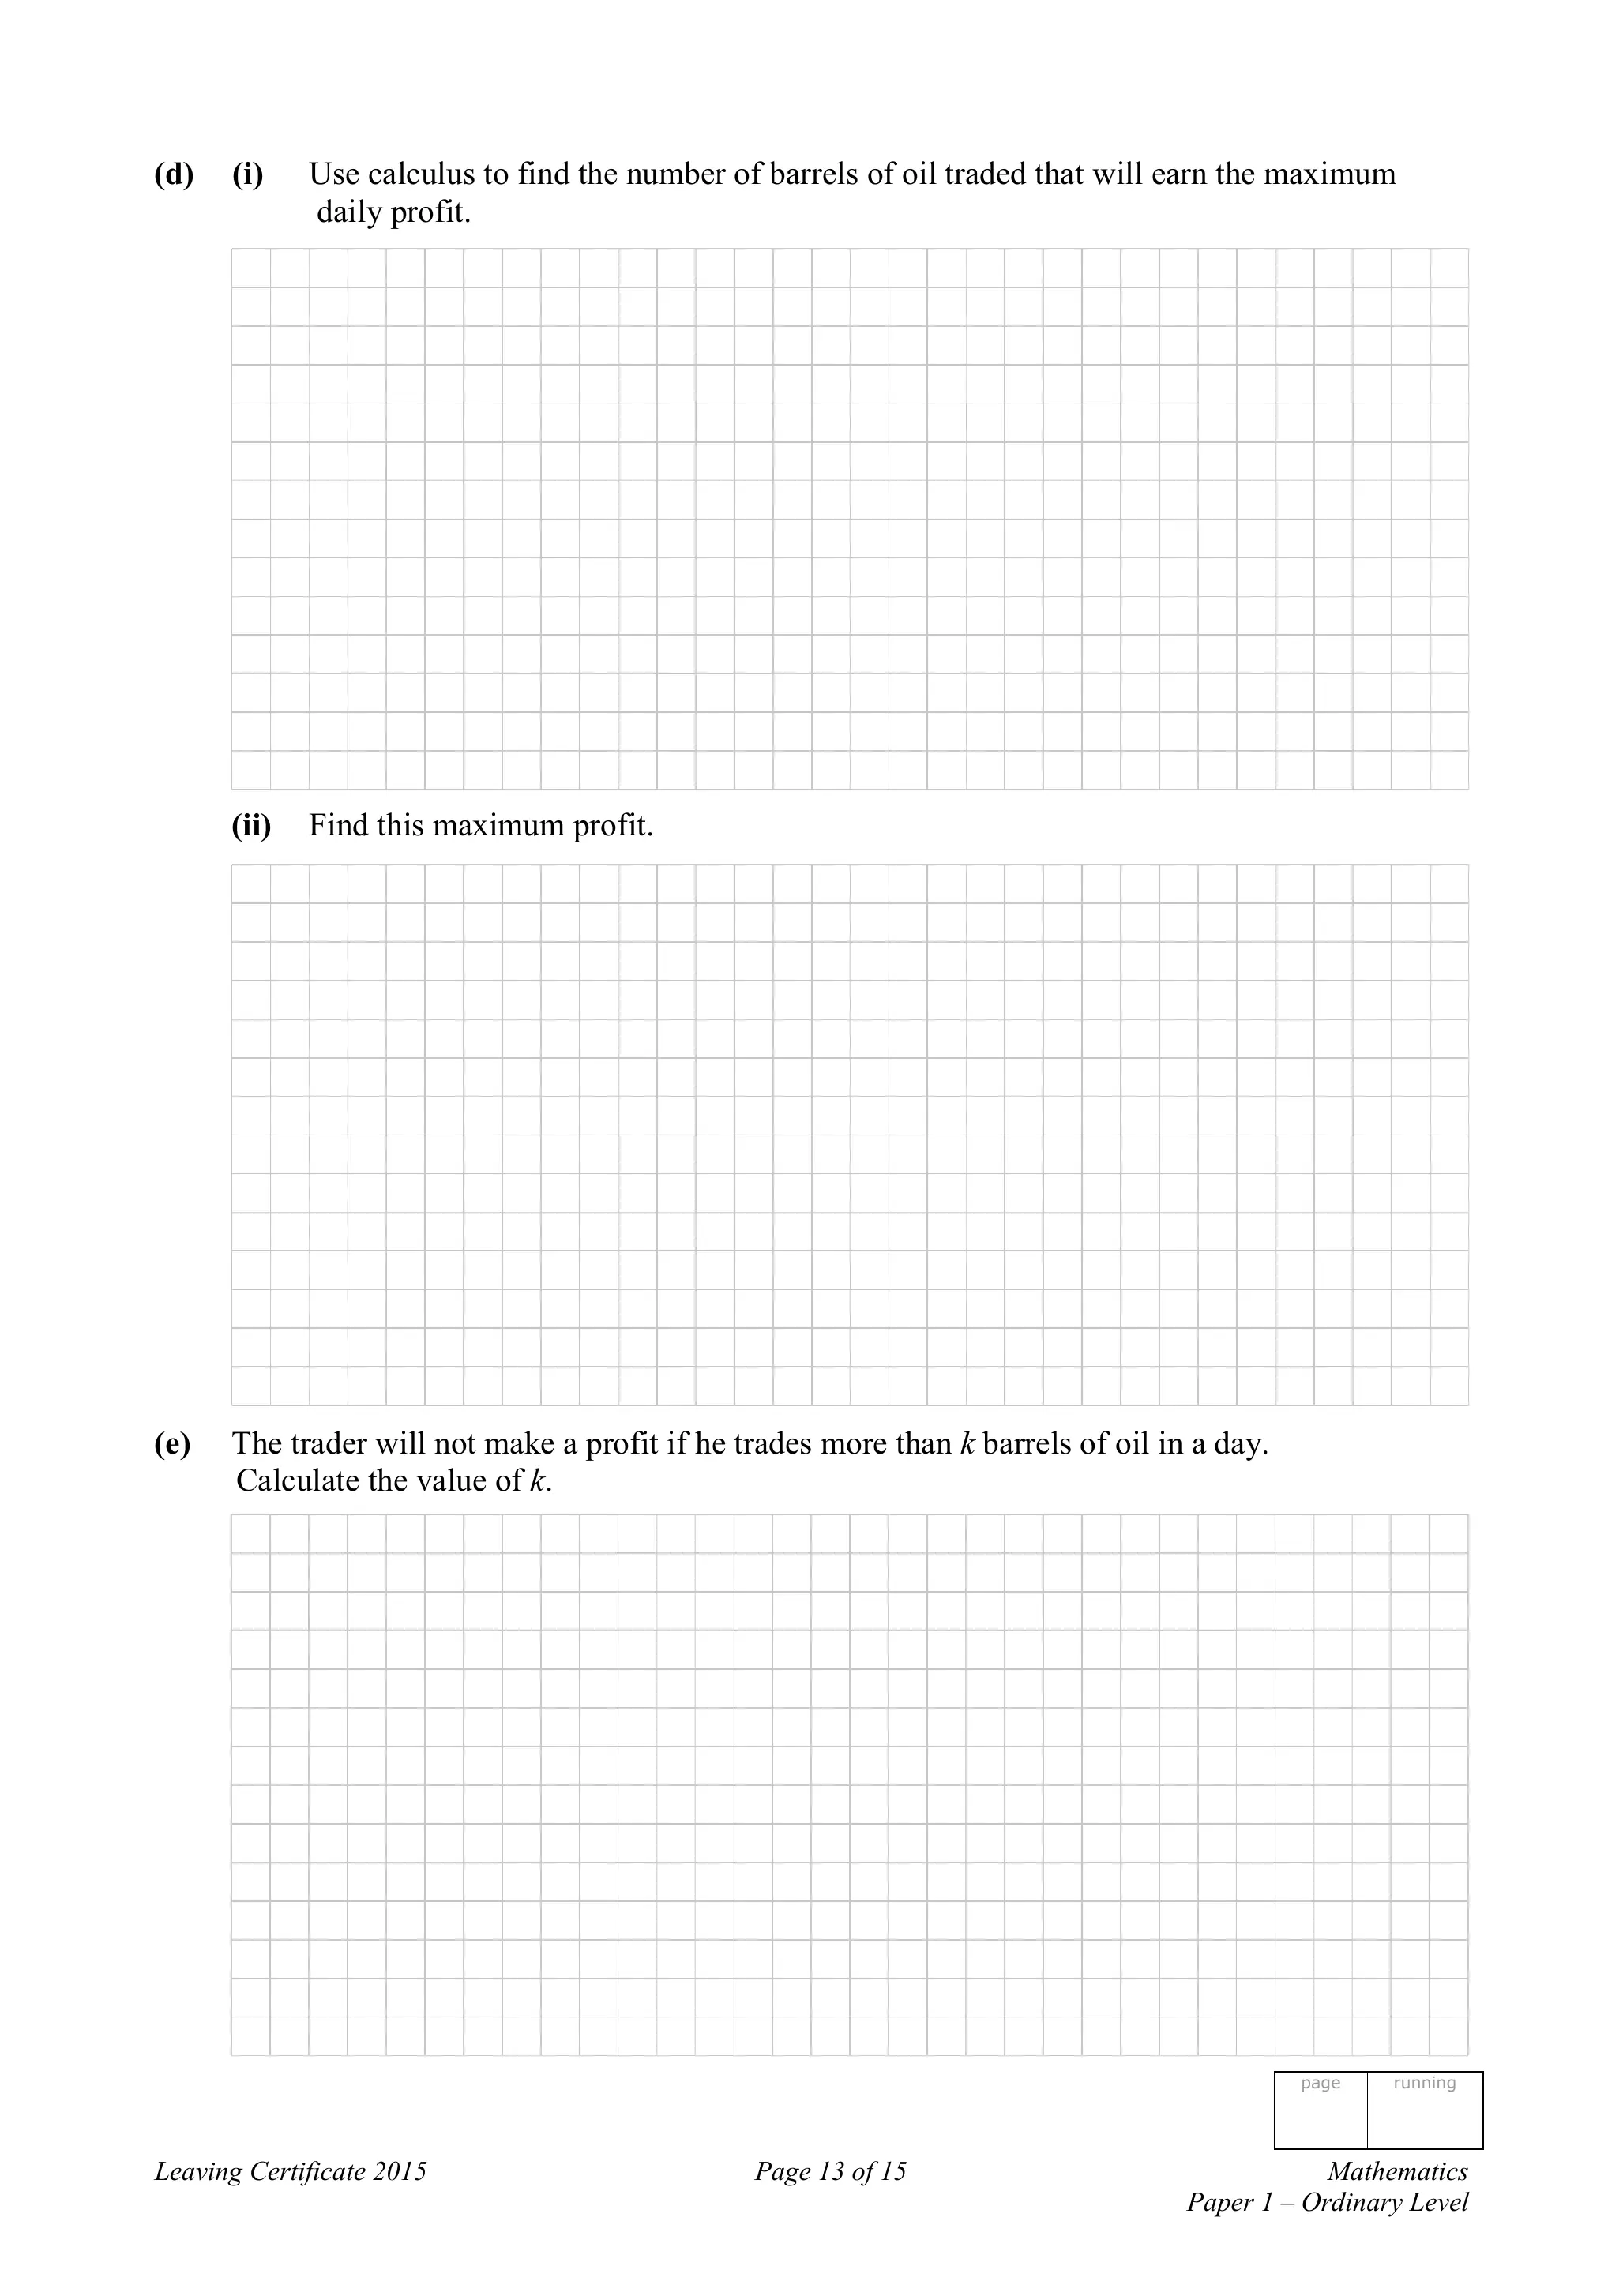 (d) (i) Use calculus to find the number of barrels of oil traded that will earn the maximum
daily profit.
(ii) Find this maximum profit.
(e) The trader will not make a profit if he trades more than k barrels of oil in a day.
Calculate the value of k.
page running
Leaving Certificate 2015 Page 13 of 15 Mathematics
Paper 1 – Ordinary Level